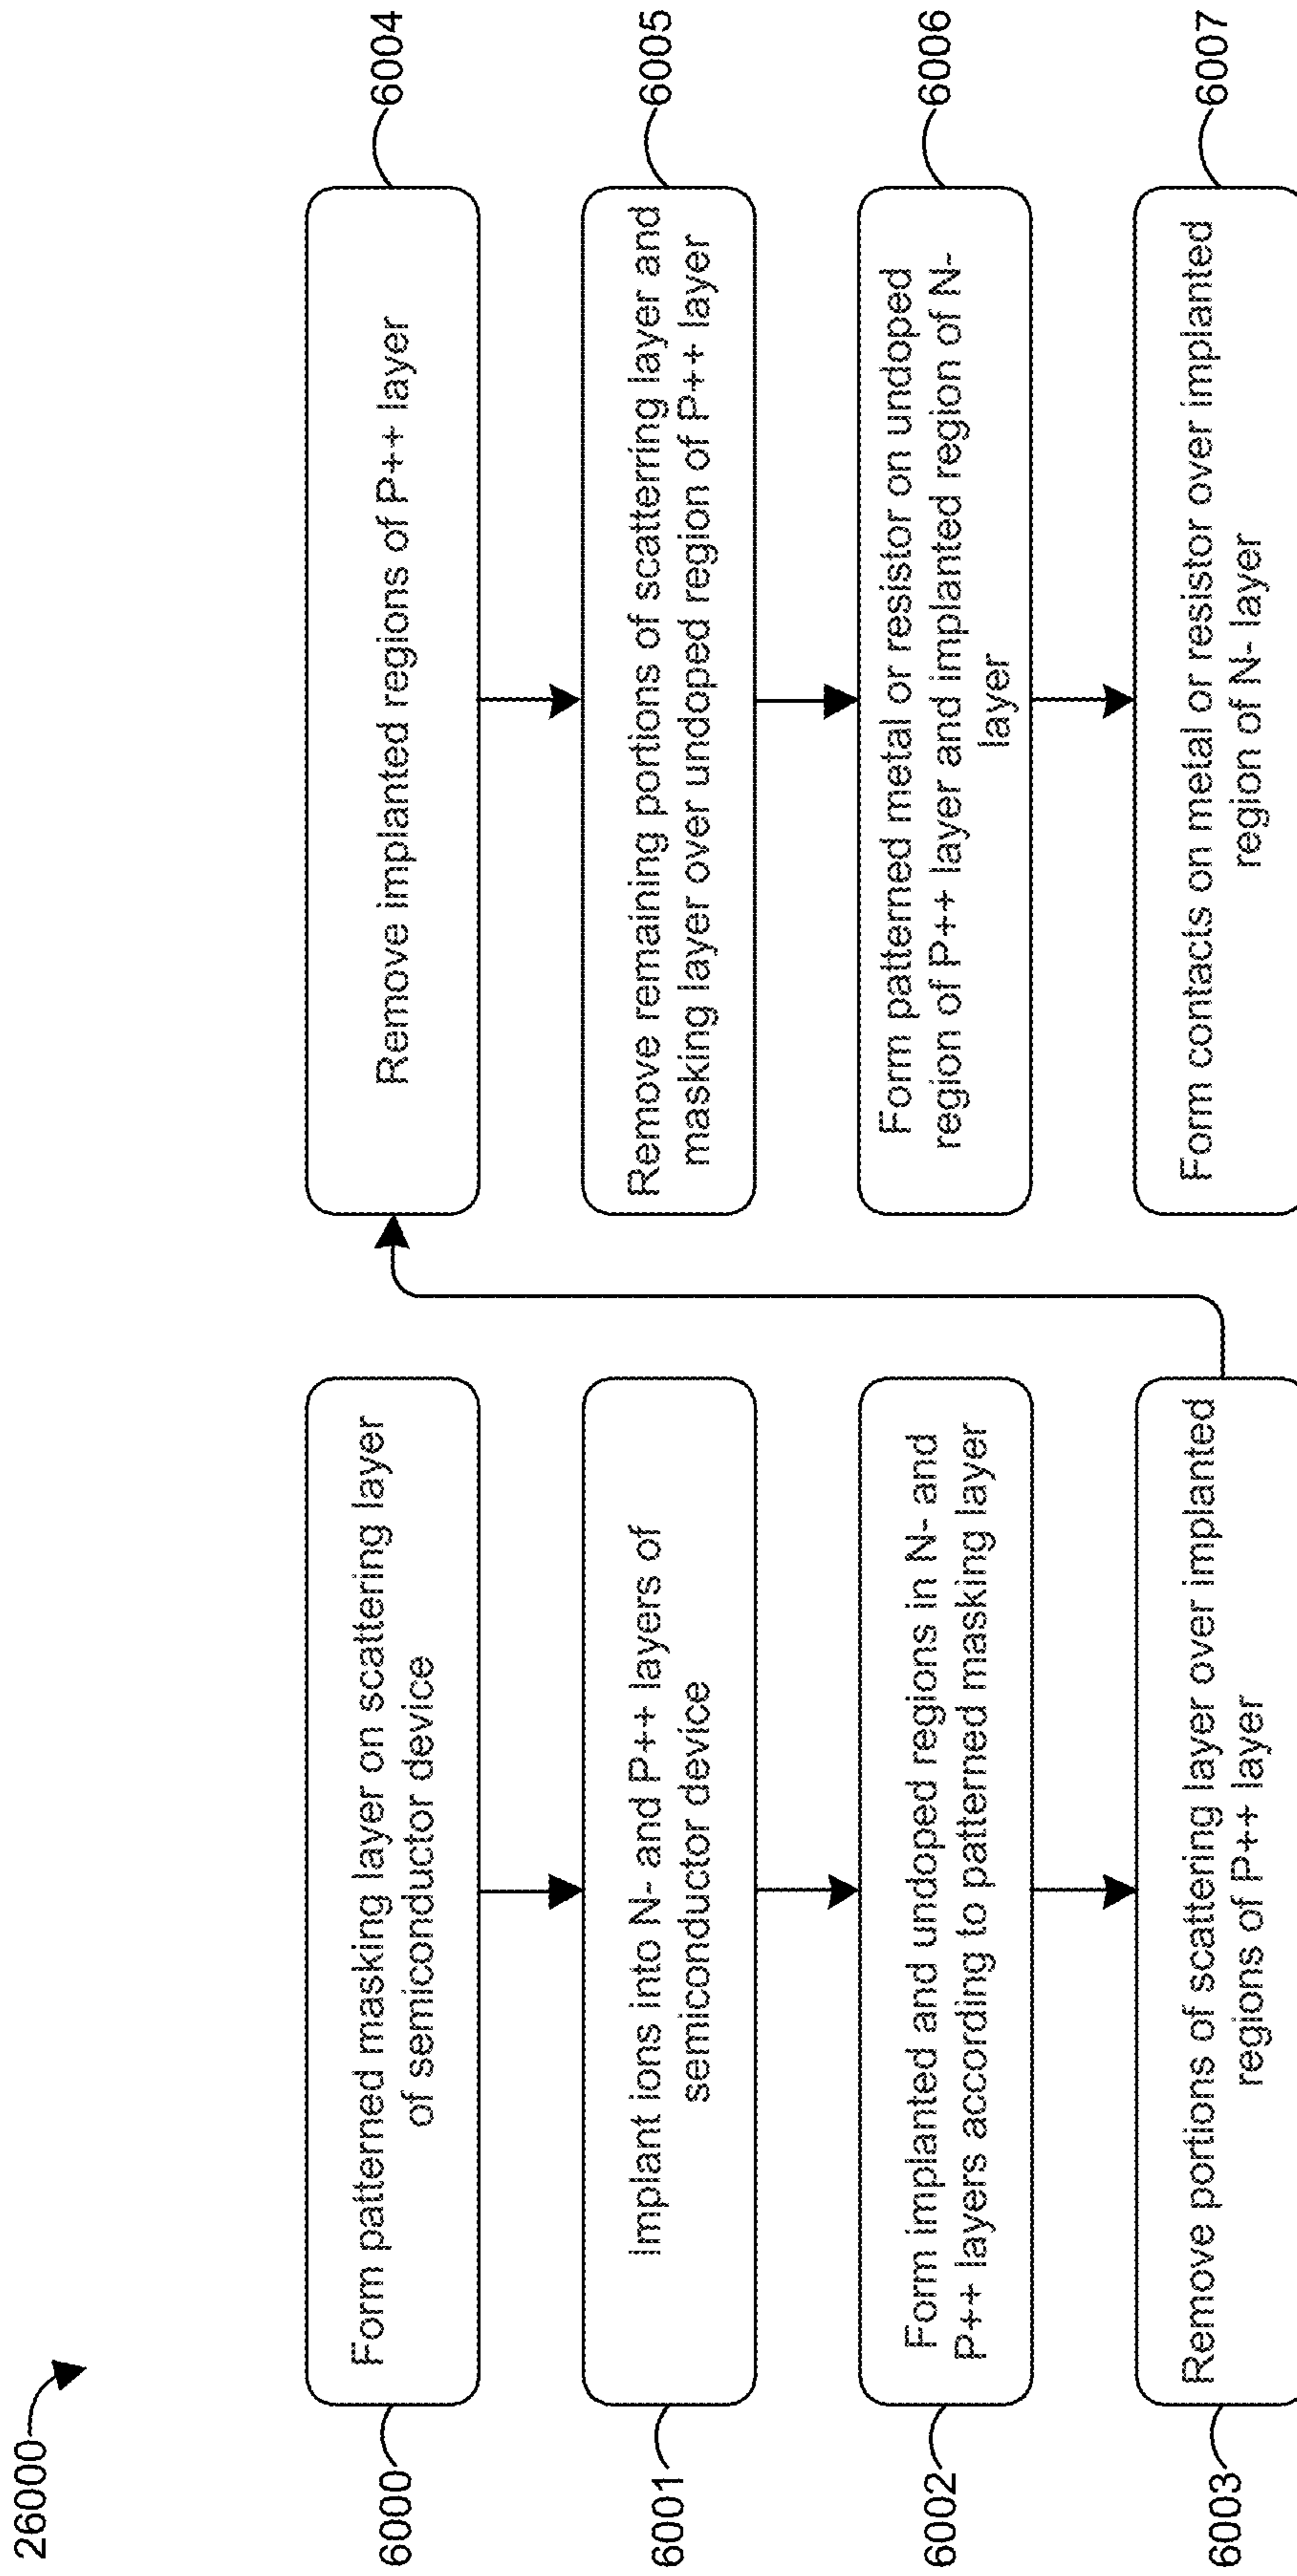 26000
6000
Form patterned masking layer on scattering layer
of semiconductor device
6001
Implant ions into N- and P++ layers of
semiconductor device
6002
Form implanted and undoped regions in N- and
P++ layers according to patterned masking layer
6003
Remove portions of scattering layer over implanted
regions of P++ layer
6004
Remove implanted regions of P++ layer
6005
Remove remaining portions of scatterring layer and
masking layer over undoped region of P++ layer
6006
Form patterned metal or resistor on undoped
region of P++ layer and implanted region of N-
layer
6007
Form contacts on metal or resistor over implanted
region of N- layer